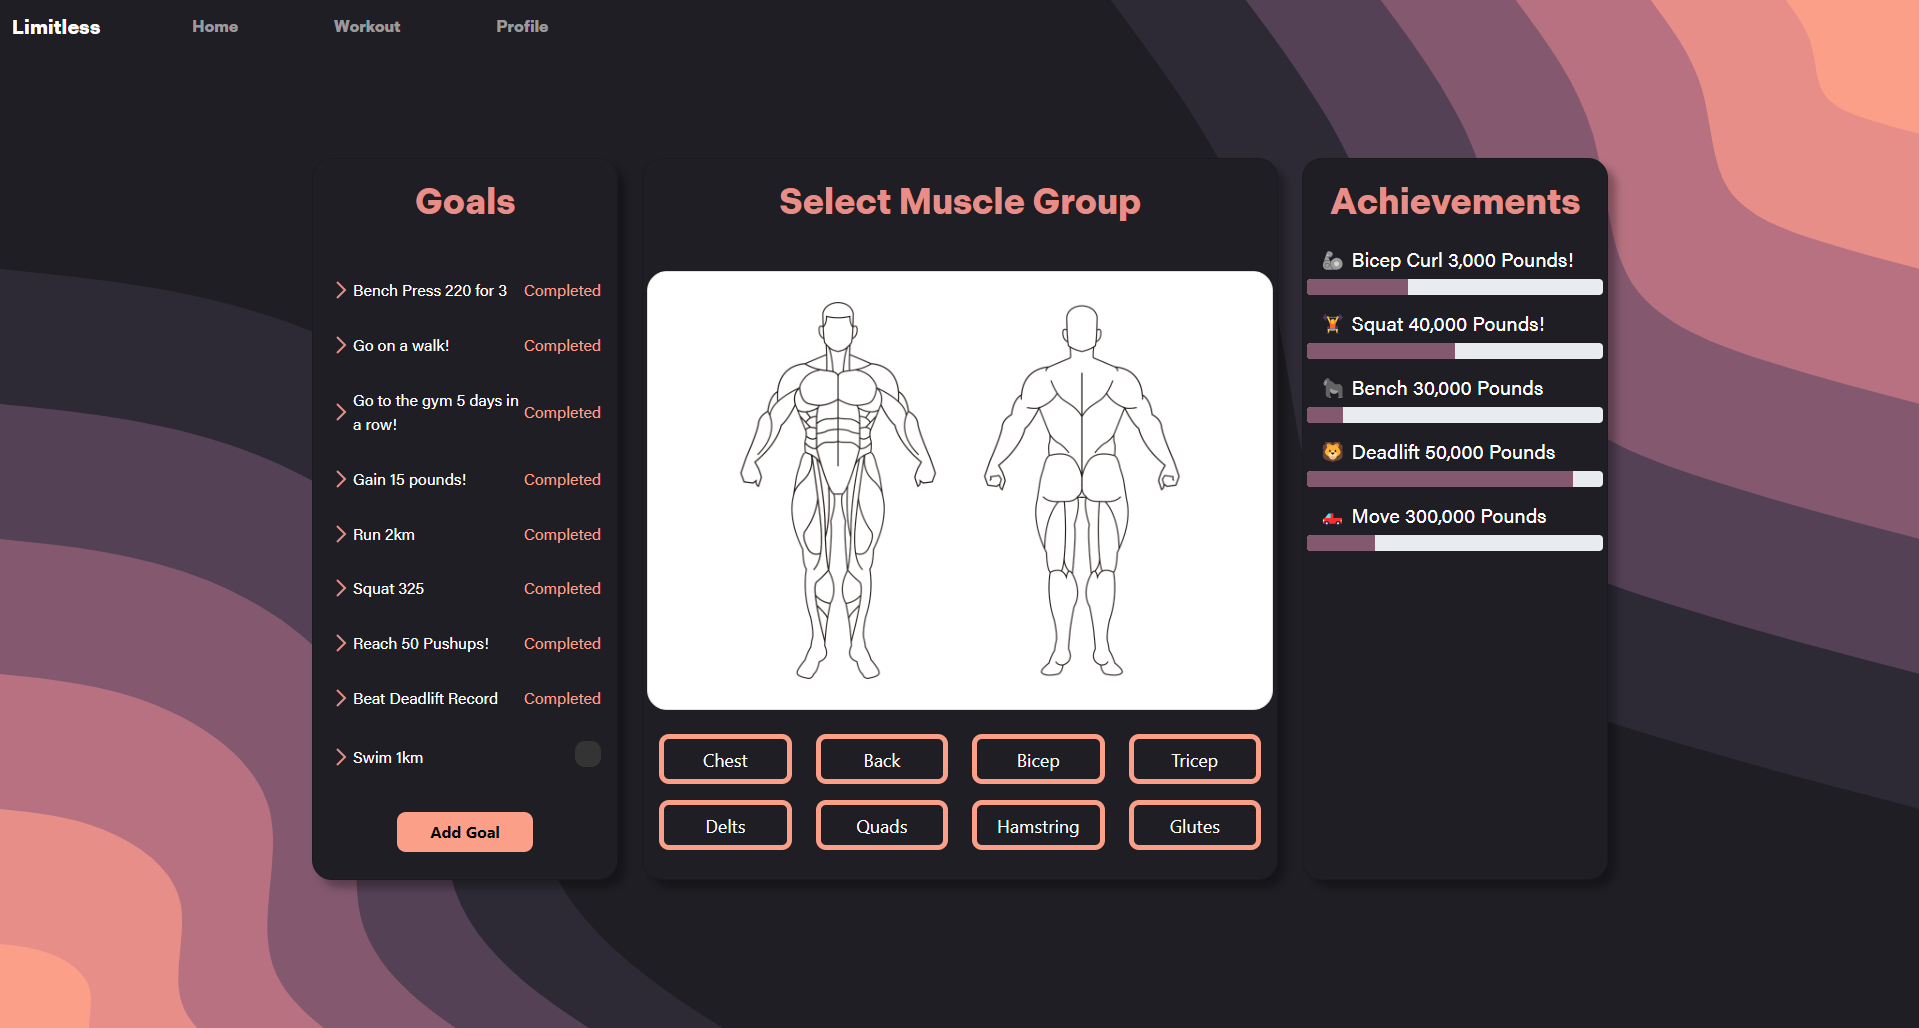 Limitless Home Workout Profile
Goals
Bench Press 220 for 3 Completed
Go on a walk! Completed
Go to the gym 5 days in
a row! Completed
Gain 15 pounds! Completed
Run 2km Completed
Squat 325 Completed
Reach 50 Pushups! Completed
Beat Deadlift Record Completed
Swim 1km
Add Goal
Select Muscle Group
Chest Back Bicep Tricep
Delts Quads Hamstring Glutes
Achievements
🦾 Bicep Curl 3,000 Pounds!
🏋️ Squat 40,000 Pounds!
🦍 Bench 30,000 Pounds
🦁 Deadlift 50,000 Pounds
🛻 Move 300,000 Pounds